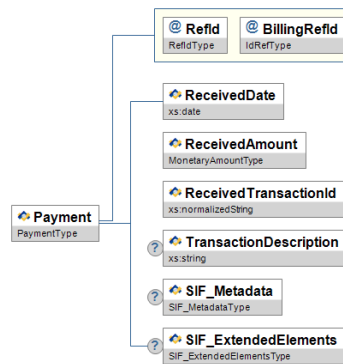 @ RefId
RefIdType
@ BillingRefId
IdRefType
ReceivedDate
xs:date
ReceivedAmount
MonetaryAmountType
ReceivedTransactionId
xs:normalizedString
Payment
PaymentType
? TransactionDescription
xs:string
? SIF_Metadata
SIF_MetadataType
? SIF_ExtendedElements
SIF_ExtendedElementsType